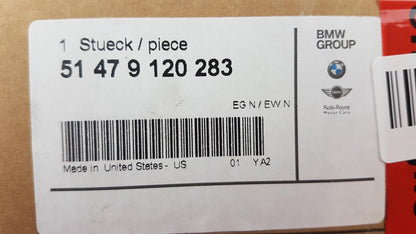 1 Stueck / piece
51 47 9 120 283
EG N / EW N
Made in United States - US 01 YA2
BMW
GROUP
Rolls-Royce
Motor Cars